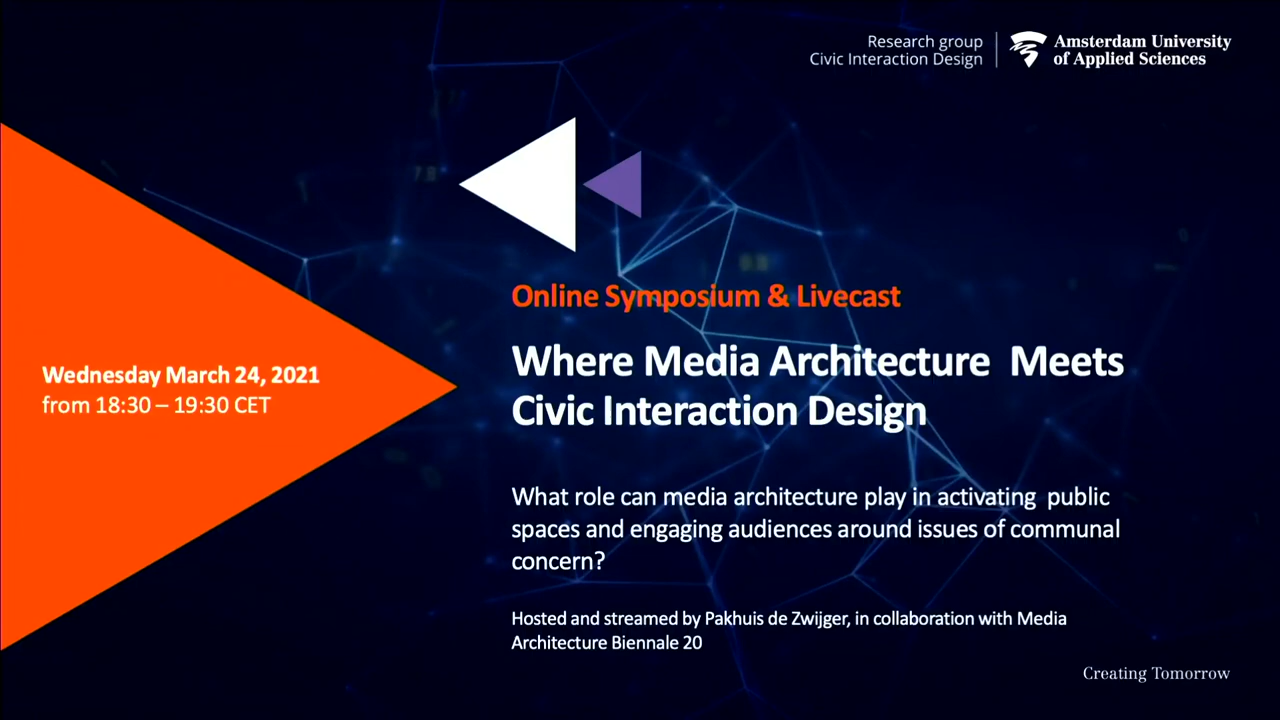 Research group
Civic Interaction Design
Amsterdam University
of Applied Sciences
Online Symposium & Livecast
Wednesday March 24, 2021
from 18:30 – 19:30 CET
Where Media Architecture  Meets
Civic Interaction Design
What role can media architecture play in activating  public
spaces and engaging audiences around issues of communal
concern?
Hosted and streamed by Pakhuis de Zwijger, in collaboration with Media
Architecture Biennale 20
Creating Tomorrow